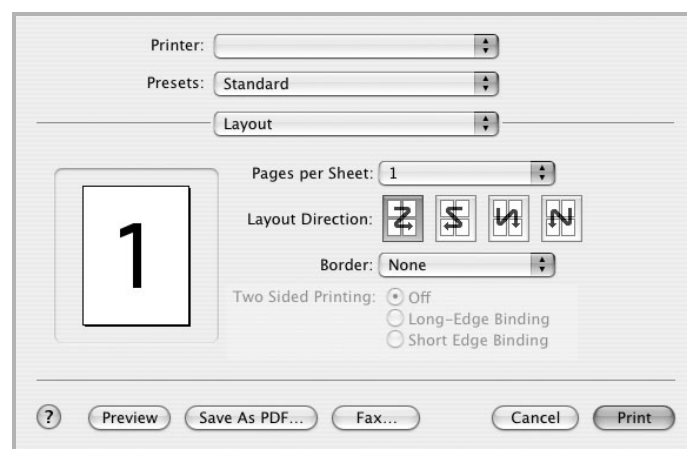 Printer:
Presets: Standard
Layout
Pages per Sheet: 1
Layout Direction:
1
Border: None
Two Sided Printing: Off
Long-Edge Binding
Short Edge Binding
? Preview Save As PDF... Fax... Cancel Print